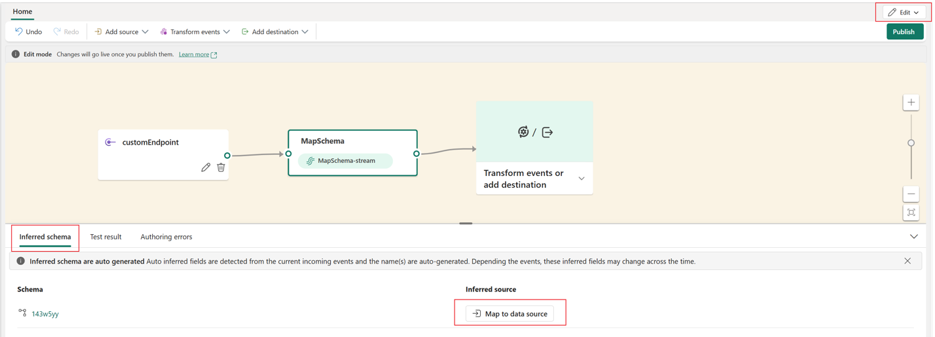 Home
Edit
Undo Redo Add source Transform events Add destination
Publish
Edit mode Changes will go live once you publish them. Learn more
customEndpoint
MapSchema
MapSchema-stream
Transform events or
add destination
Inferred schema Test result Authoring errors
Inferred schema are auto generated Auto inferred fields are detected from the current incoming events and the name(s) are auto-generated. Depending the events, these inferred fields may change across the time.
Schema Inferred source
143w5yy Map to data source